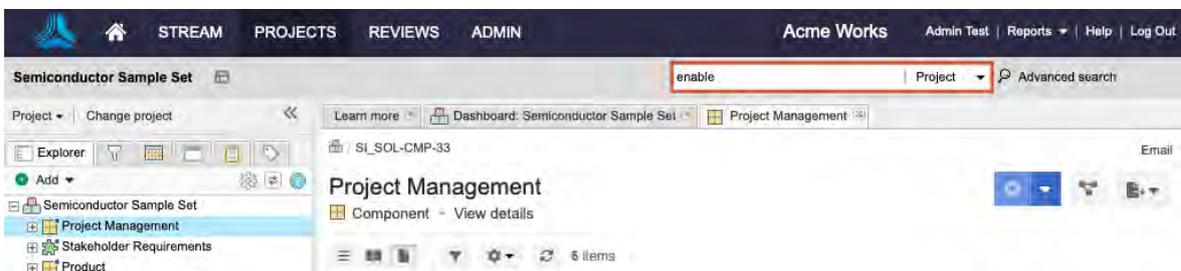 STREAM PROJECTS REVIEWS ADMIN Acme Works Admin Test | Reports | Help | Log Out
Semiconductor Sample Set enable Project Advanced search
Project Change project Learn more Dashboard: Semiconductor Sample Set Project Management
Explorer SI_SOL-CMP-33 Email
Add Project Management
Semiconductor Sample Set Component - View details
Project Management
Stakeholder Requirements
Product 6 items